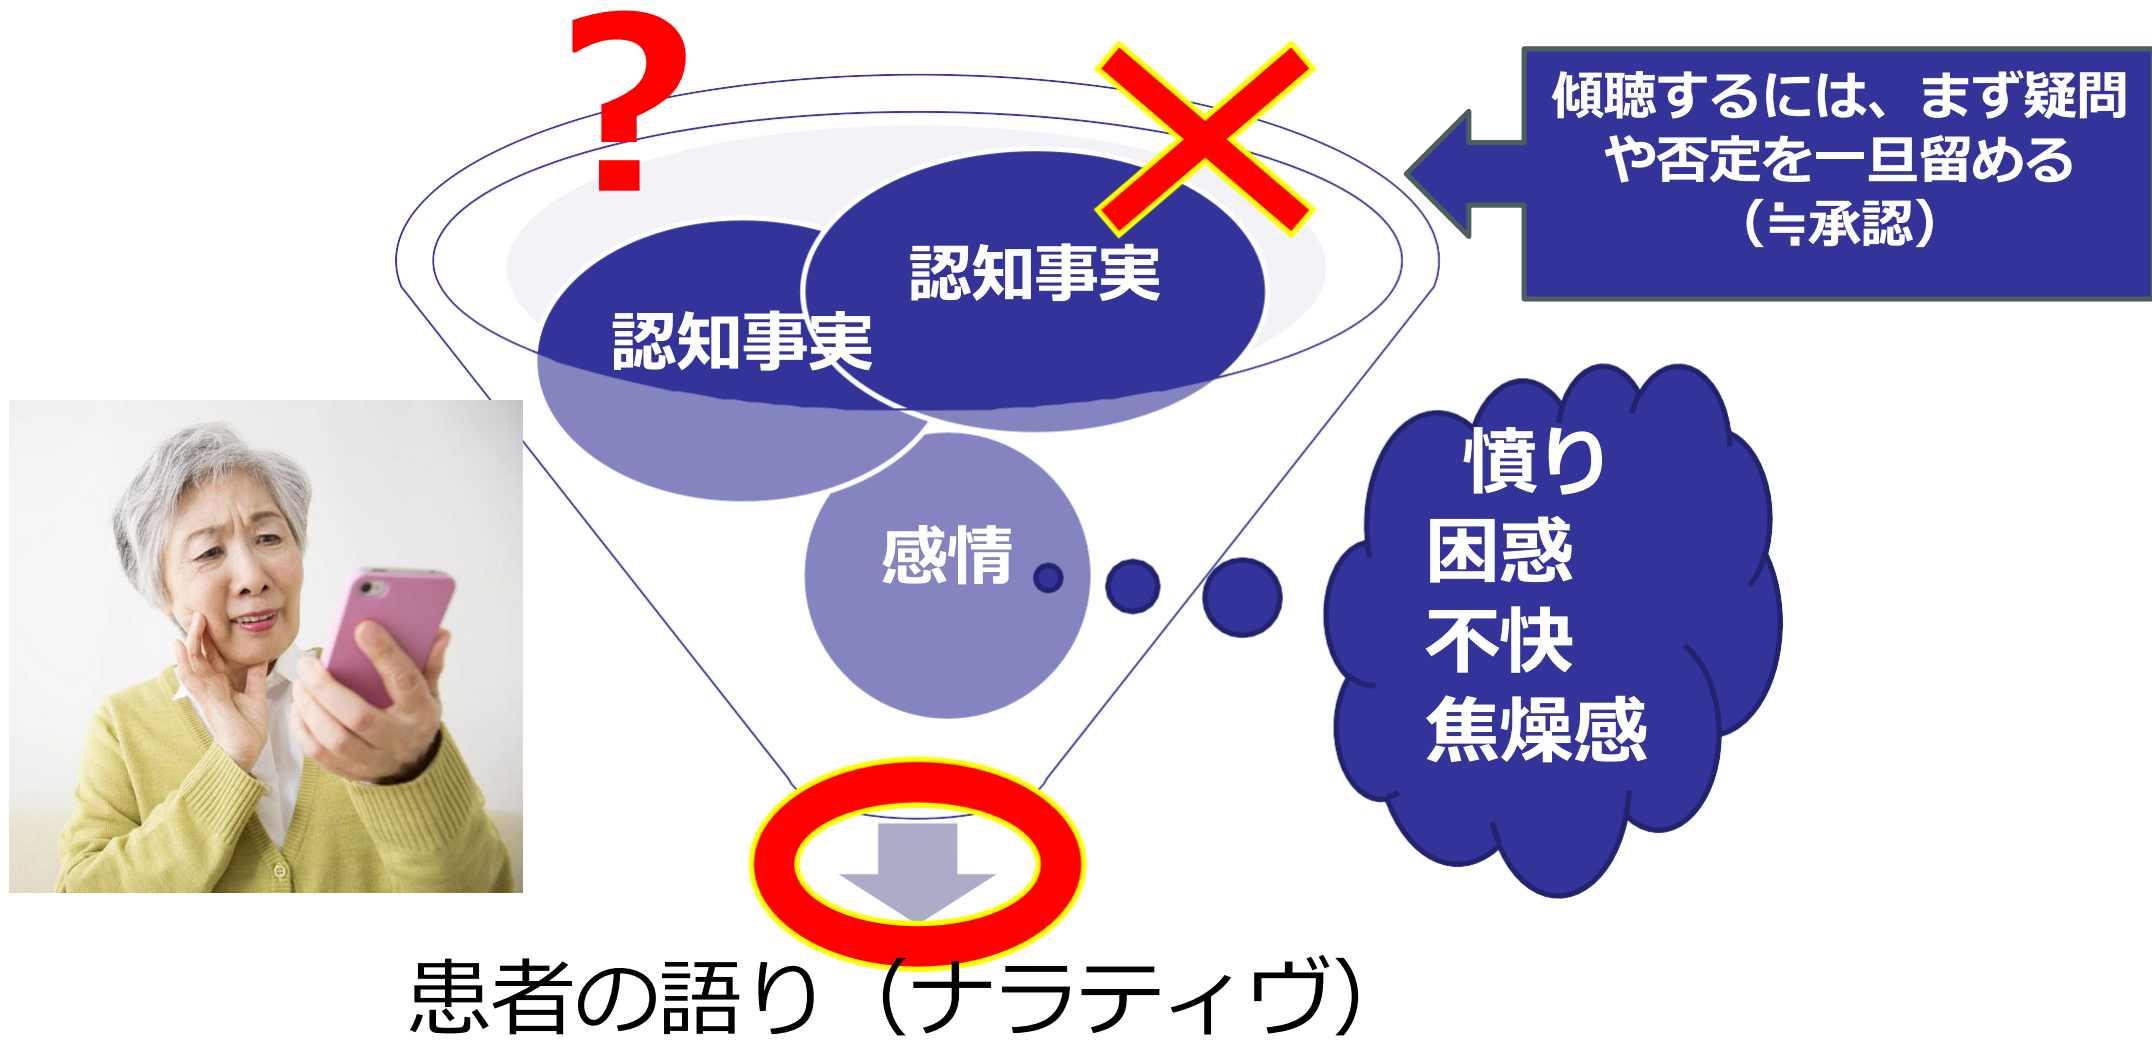 ?
傾聴するには、まず疑問
や否定を一旦留める
（≒承認）
認知事実
認知事実
感情
憤り
困惑
不快
焦燥感
患者の語り（ナラティヴ）